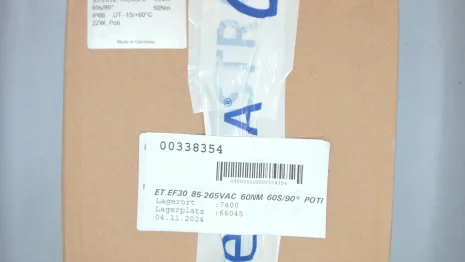 60s/90° 60Nm
IP66 ,UT -15/+60°C
22W, Poti
Made in Germany
00338354
ET.EF30 85-265VAC 60NM 60S/90° POTI
Lagerort :7400
Lagerplatz :66045
04.11.2024